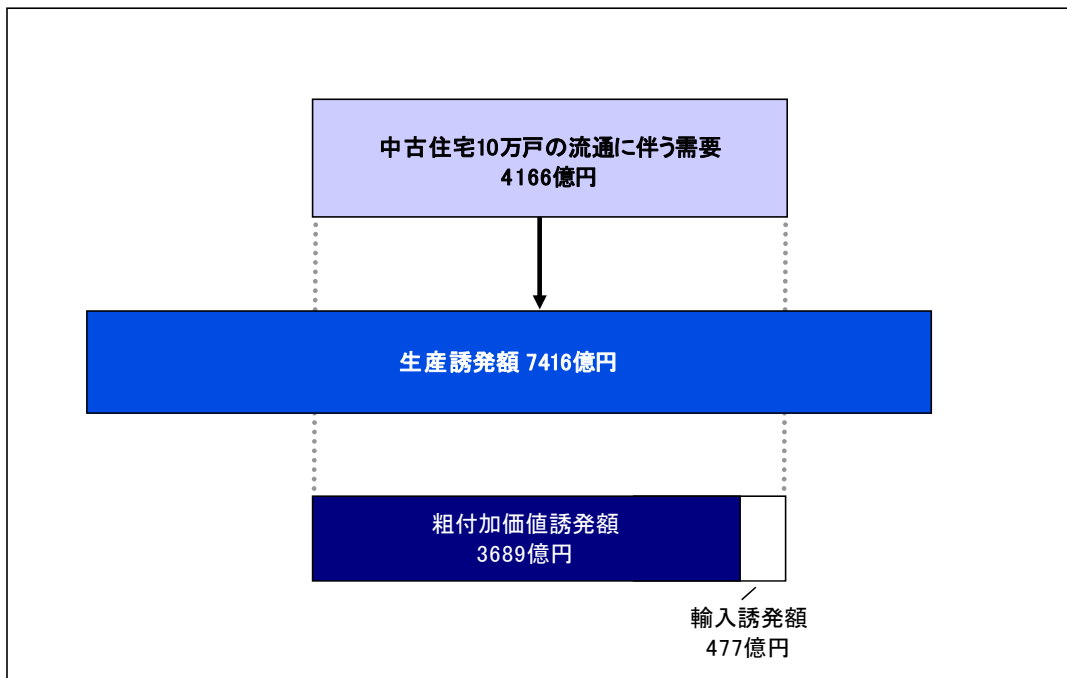 中古住宅10万戸の流通に伴う需要
4166億円
生産誘発額 7416億円
粗付加価値誘発額
3689億円
輸入誘発額
477億円